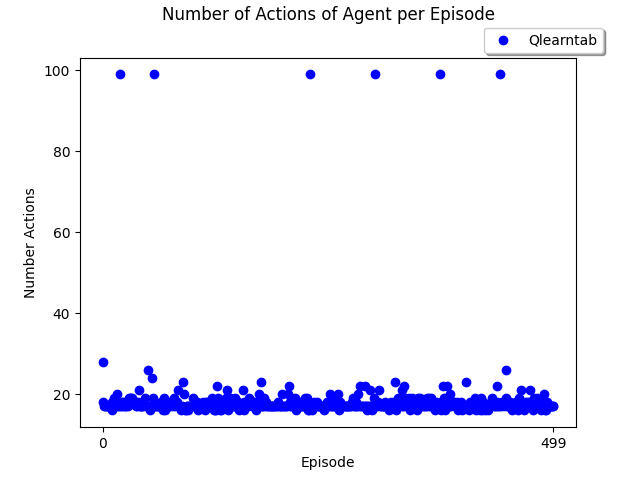 Number of Actions of Agent per Episode
Qlearntab
100
80
60
40
20
Number Actions
0
499
Episode